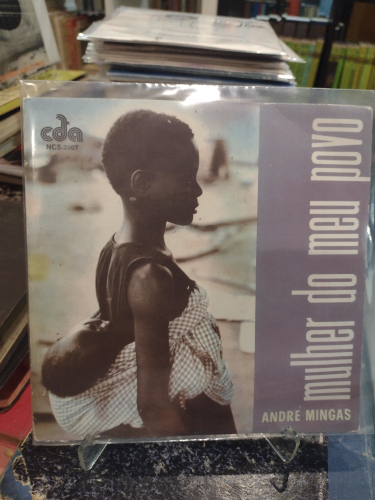 cda
NCS-2007
mulher do meu povo
ANDRÉ MINGAS